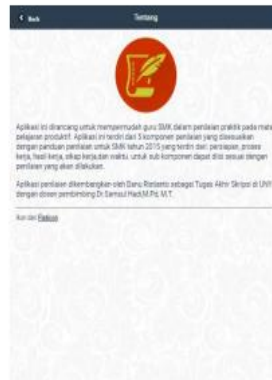 Back
Tentang
Aplikasi ini dirancang untuk mempermudah guru SMK dalam penilaian praktik pada mata
pelajaran produktif. Aplikasi ini terdiri dari 5 komponen penilaian yang disesuaikan
dengan panduan penilaian untuk SMK tahun 2015 yang terdiri dari: persiapan, proses
kerja, hasil kerja, sikap kerja,dan waktu. untuk sub komponen dapat diisi sesuai dengan
penilaian yang akan dilakukan.
Aplikasi penilaian dikembangkan oleh Danu sebagai Tugas Akhir Skripsi di UNY
dengan dosen pembimbing Dr.Samsul Hadi,M.Pd, M.T.
Ikon dari Flaticon